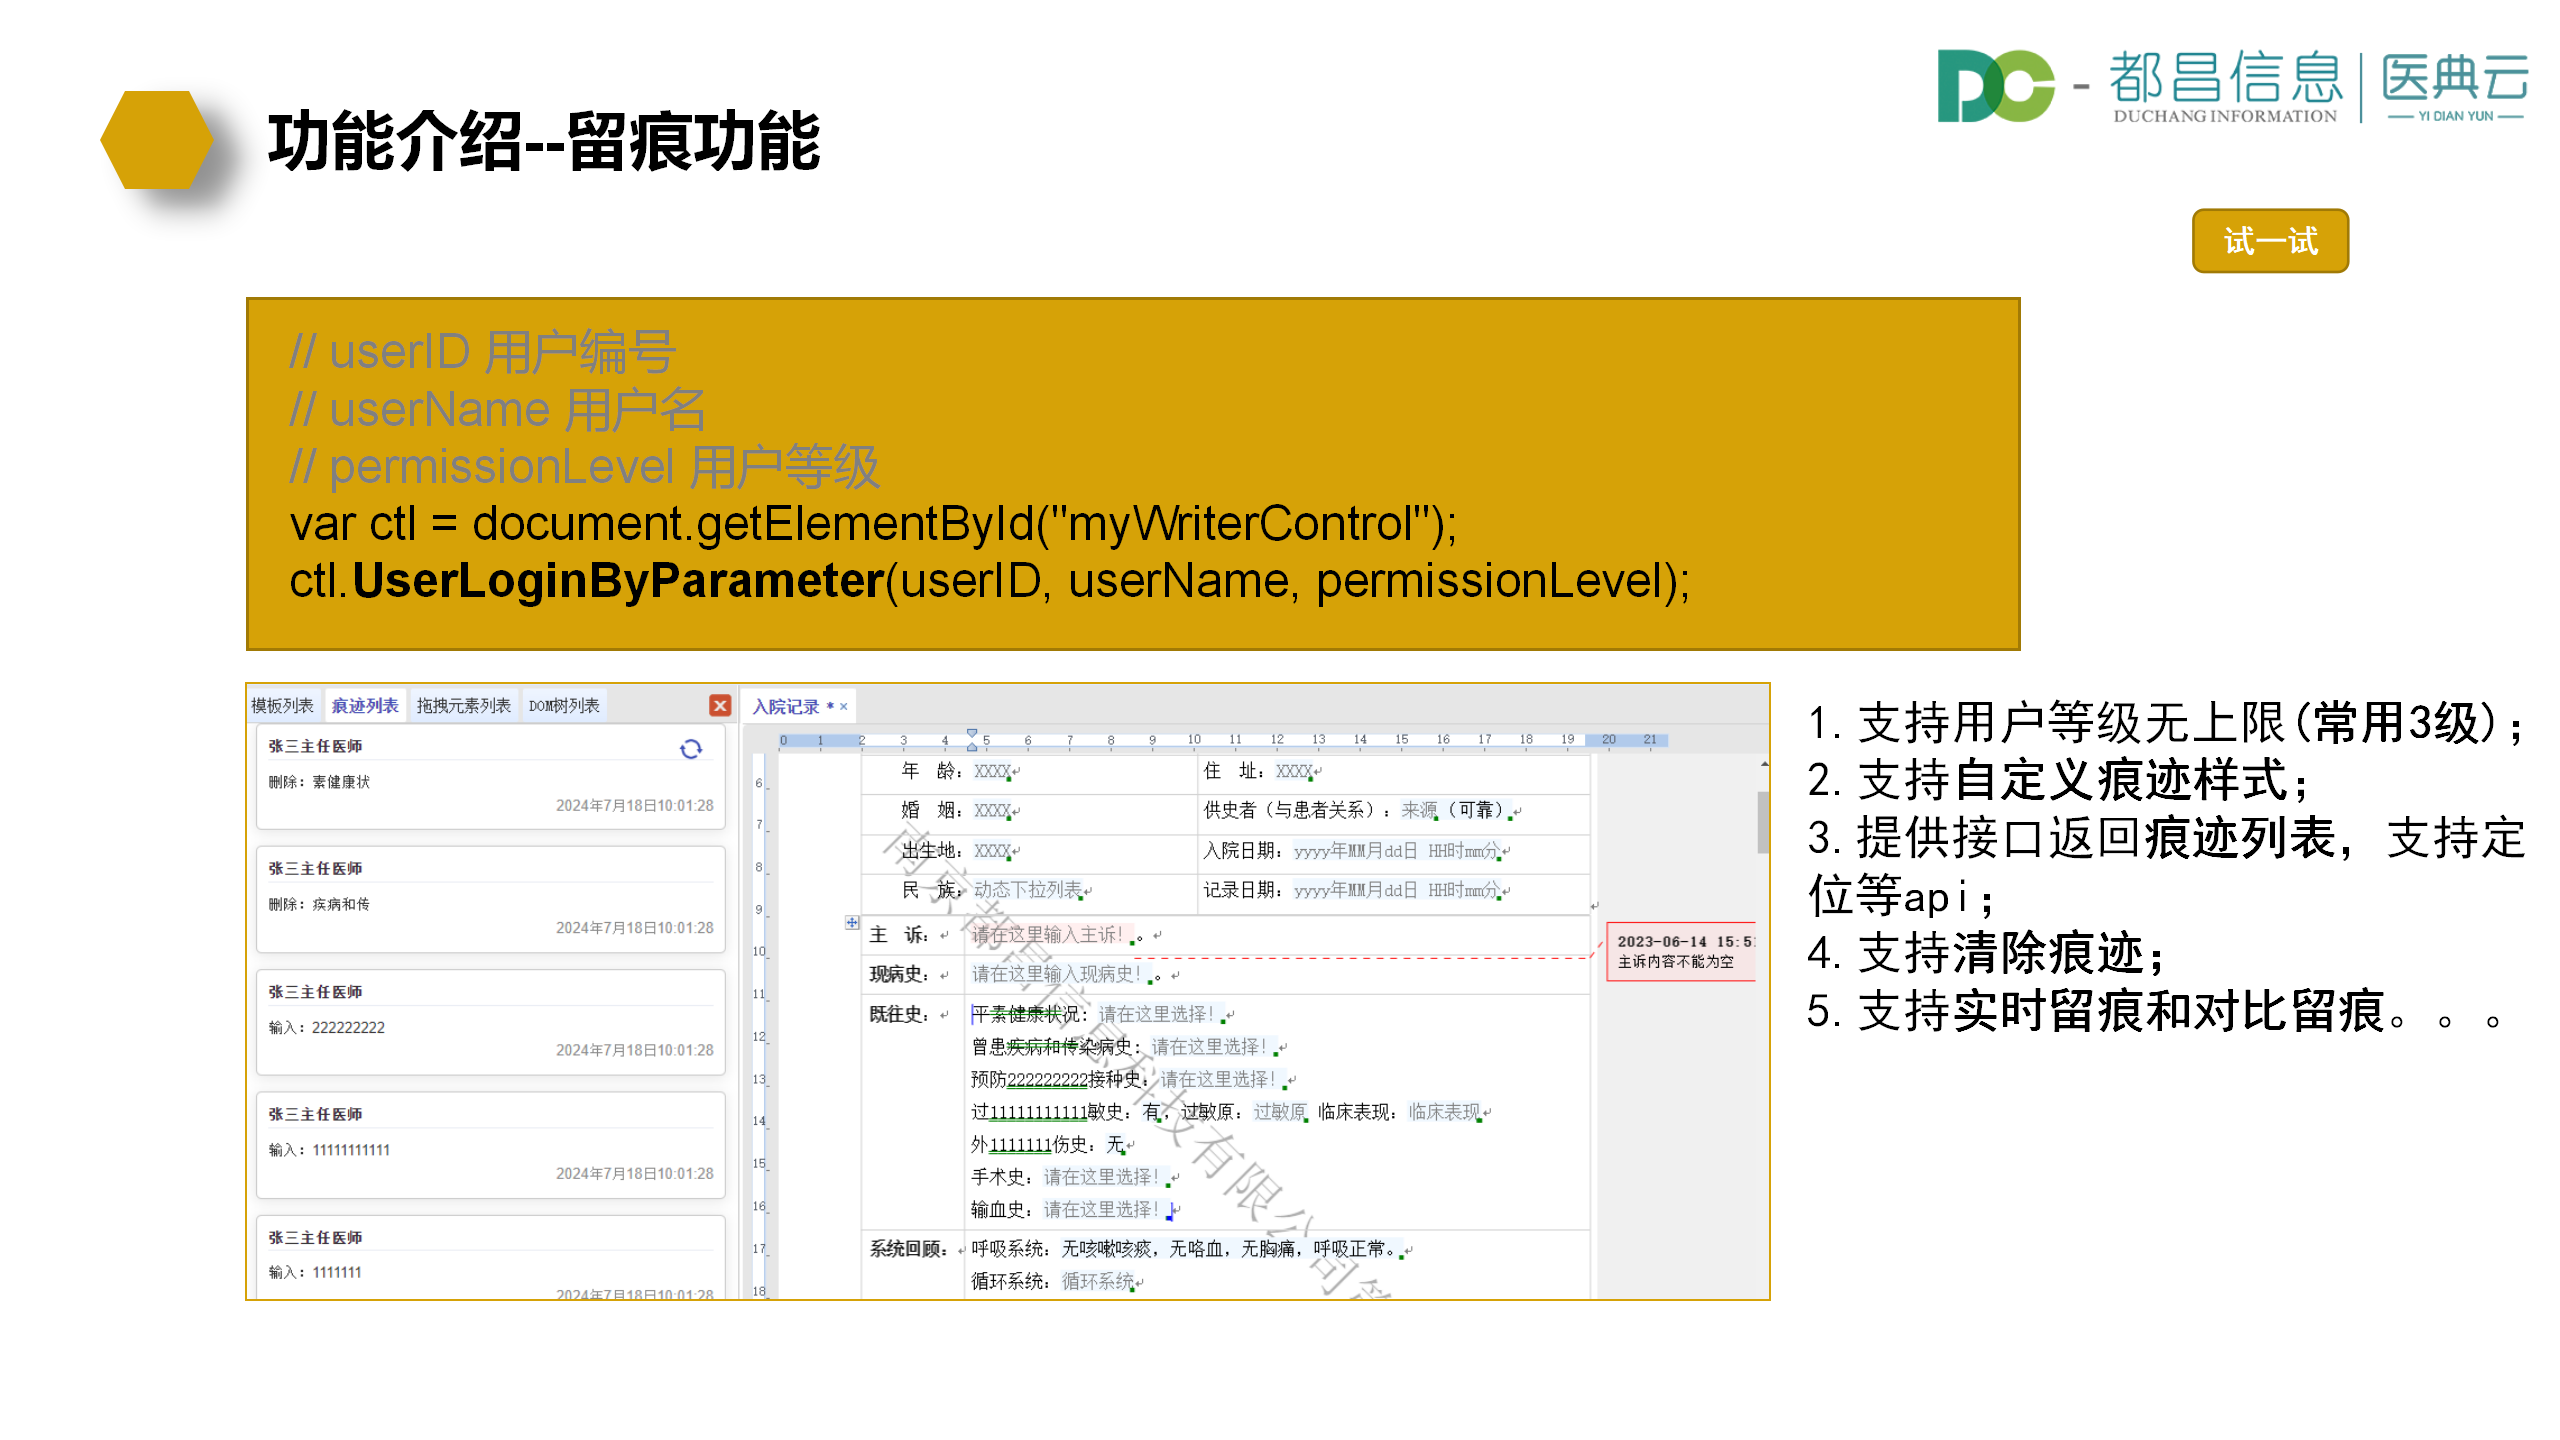 功能介绍--留痕功能
DC - 都昌信息 | 医典云
DUCHANG INFORMATION
YI DIAN YUN
试一试
// userID 用户编号
// userName 用户名
// permissionLevel 用户等级
var ctl = document.getElementById("myWriterControl");
ctl.UserLoginByParameter(userID, userName, permissionLevel);
模板列表 痕迹列表 拖拽元素列表 DOM树列表
张三主任医师
删除：素健康状
2024年7月18日10:01:28
张三主任医师
删除：疾病和传
2024年7月18日10:01:28
张三主任医师
输入：222222222
2024年7月18日10:01:28
张三主任医师
输入：11111111111
2024年7月18日10:01:28
张三主任医师
输入：1111111
2024年7月18日10:01:28
入院记录 * ×
0 1 2 3 4 5 6 7 8 9 10 11 12 13 14 15 16 17 18 19 20 21
6
7
8
9
10
11
12
13
14
15
16
17
18
年 龄：XXXX 住 址：XXXX
婚 姻：XXXX 供史者（与患者关系）：来源（可靠）
出生地：XXXX 入院日期：yyyy年MM月dd日 HH时mm分
民 族：动态下拉列表 记录日期：yyyy年MM月dd日 HH时mm分
主 诉： 请在这里输入主诉！。
现病史： 请在这里输入现病史！。
既往史： 平素健康状况：请在这里选择！
曾患疾病和传染病史：请在这里选择！
预防222222222接种史：请在这里选择！
过11111111111敏史：有，过敏原：过敏原 临床表现：临床表现
外1111111伤史：无
手术史：请在这里选择！
输血史：请在这里选择！
系统回顾： 呼吸系统：无咳嗽咳痰，无咯血，无胸痛，呼吸正常。
循环系统：循环系统
2023-06-14 15:51
主诉内容不能为空
南京都昌信息科技有限公司
1. 支持用户等级无上限(常用3级)；
2. 支持自定义痕迹样式；
3. 提供接口返回痕迹列表，支持定
位等api；
4. 支持清除痕迹；
5. 支持实时留痕和对比留痕。。。